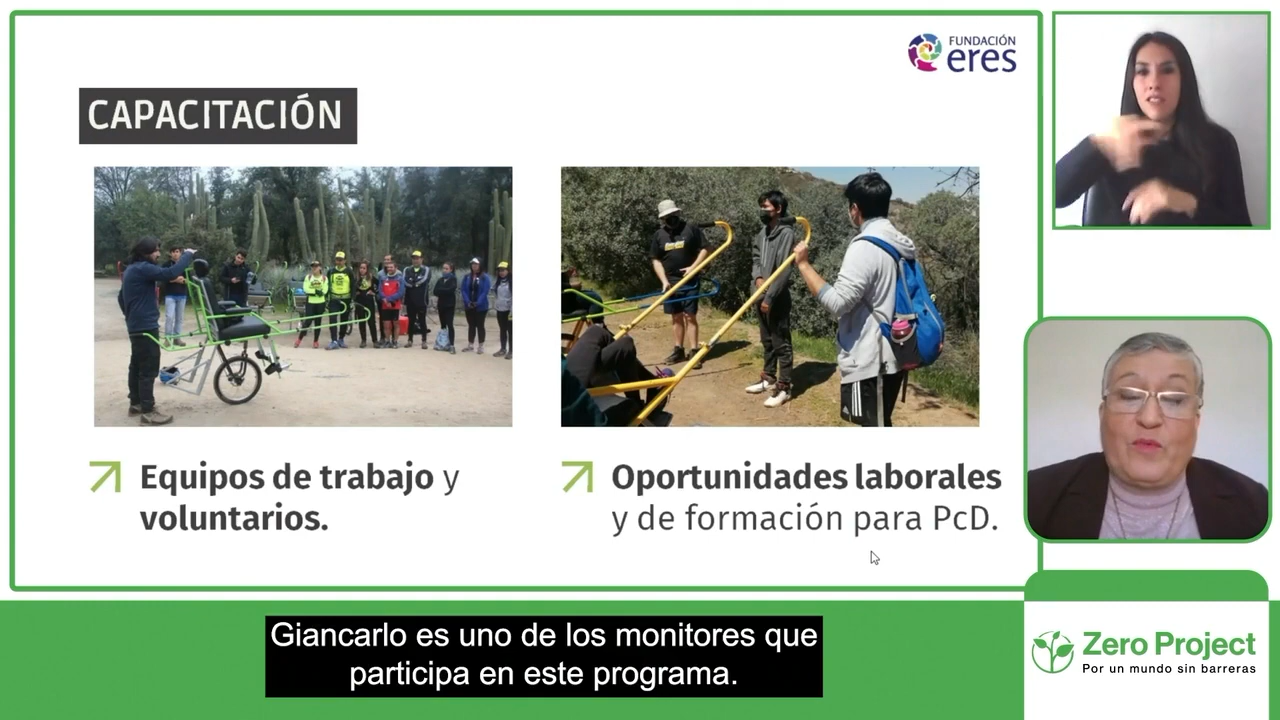 FUNDACIÓN
eres
CAPACITACIÓN
Equipos de trabajo y
voluntarios.
Oportunidades laborales
y de formación para PcD.
Giancarlo es uno de los monitores que
participa en este programa.
Zero Project
Por un mundo sin barreras